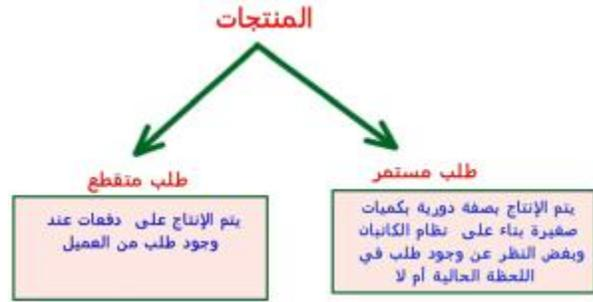 المنتجات
طلب مستمر
يتم الإنتاج بصفة دورية بكميات
صغيرة بناء على نظام الكانبان
وبغض النظر عن وجود طلب في
اللحظة الحالية أم لا
طلب متقطع
يتم الإنتاج على دفعات عند
وجود طلب من العميل